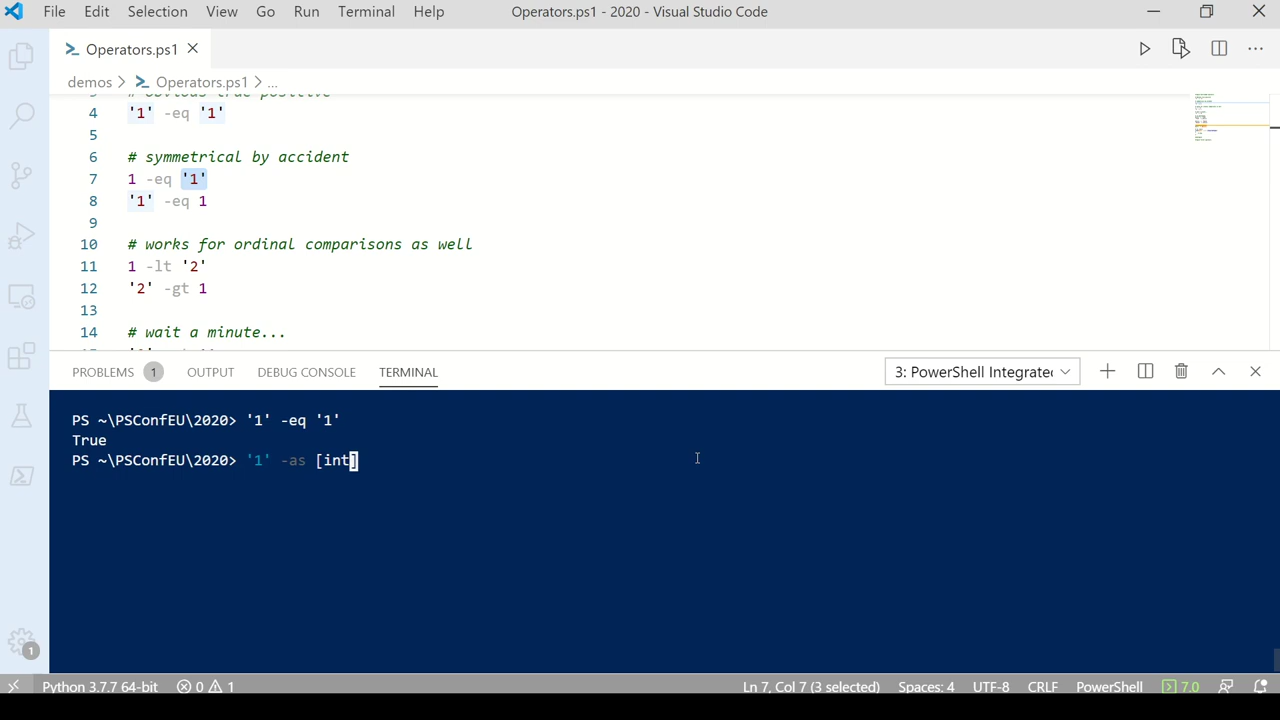 File Edit Selection View Go Run Terminal Help Operators.ps1 - 2020 - Visual Studio Code
Operators.ps1
demos > Operators.ps1 > ...
# obvious true positive
4 '1' -eq '1'
5
6 # symmetrical by accident
7 1 -eq '1'
8 '1' -eq 1
9
10 # works for ordinal comparisons as well
11 1 -lt '2'
12 '2' -gt 1
13
14 # wait a minute...
PROBLEMS 1 OUTPUT DEBUG CONSOLE TERMINAL 3: PowerShell Integrate
PS ~\PSConfEU\2020> '1' -eq '1'
True
PS ~\PSConfEU\2020> '1' -as [int]
1
Python 3.7.7 64-bit 0 1 Ln 7, Col 7 (3 selected) Spaces: 4 UTF-8 CRLF PowerShell 7.0